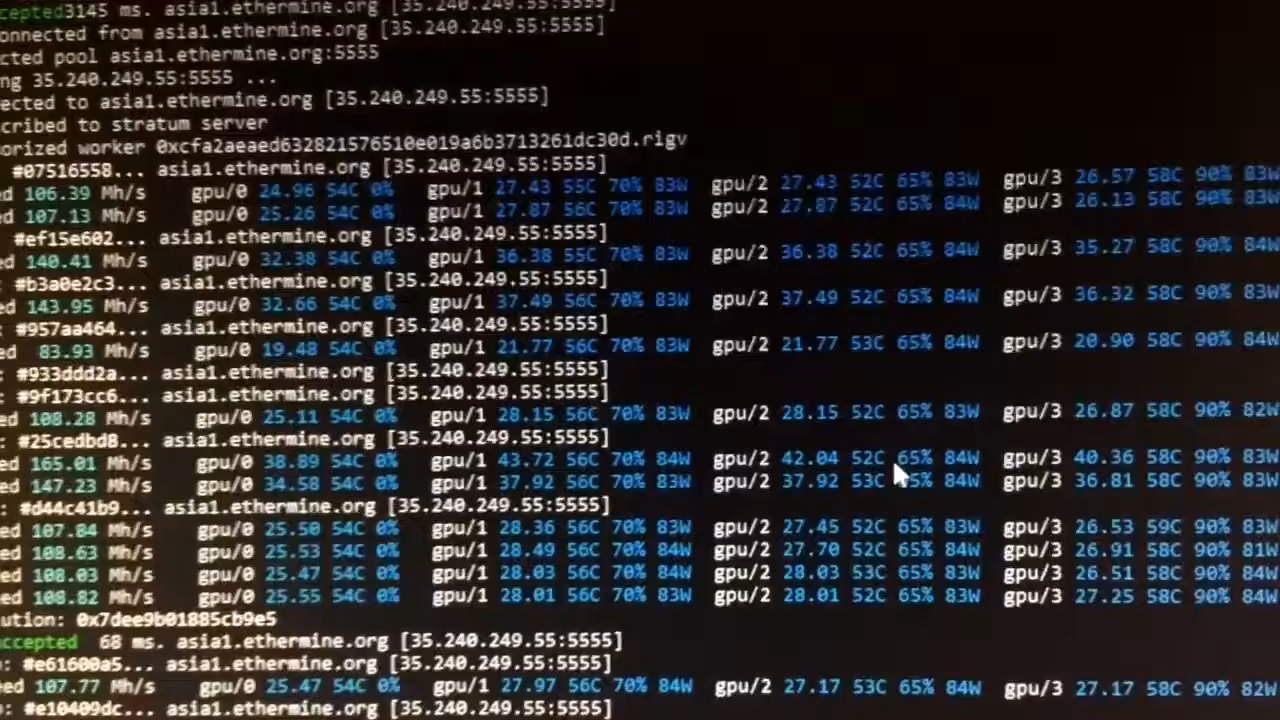 cepted3145 ms. asia1.ethermine.org [35.240.249.55:5555]
onnected from asia1.ethermine.org [35.240.249.55:5555]
cted pool asia1.ethermine.org:5555
ng 35.240.249.55:5555 ...
ected to asia1.ethermine.org [35.240.249.55:5555]
cribed to stratum server
orized worker 0xcfa2aeaed632821576510e019a6b3713261dc30d.rigv
#07516558... asia1.ethermine.org [35.240.249.55:5555]
ed 106.39 Mh/s gpu/0 24.96 54C 0% gpu/1 27.43 55C 70% 83W gpu/2 27.43 52C 65% 83W gpu/3 26.57 58C 90% 83W
ed 107.13 Mh/s gpu/0 25.26 54C 0% gpu/1 27.87 56C 70% 83W gpu/2 27.87 52C 65% 83W gpu/3 26.13 58C 90% 83W
#ef15e602... asia1.ethermine.org [35.240.249.55:5555]
ed 140.41 Mh/s gpu/0 32.38 54C 0% gpu/1 36.38 55C 70% 83W gpu/2 36.38 52C 65% 84W gpu/3 35.27 58C 90% 84W
: #b3a0e2c3... asia1.ethermine.org [35.240.249.55:5555]
ed 143.95 Mh/s gpu/0 32.66 54C 0% gpu/1 37.49 56C 70% 83W gpu/2 37.49 52C 65% 84W gpu/3 36.32 58C 90% 83W
: #957aa464... asia1.ethermine.org [35.240.249.55:5555]
ed 83.93 Mh/s gpu/0 19.48 54C 0% gpu/1 21.77 56C 70% 83W gpu/2 21.77 53C 65% 84W gpu/3 20.90 58C 90% 84W
: #933ddd2a... asia1.ethermine.org [35.240.249.55:5555]
: #9f173cc6... asia1.ethermine.org [35.240.249.55:5555]
ed 108.28 Mh/s gpu/0 25.11 54C 0% gpu/1 28.15 56C 70% 83W gpu/2 28.15 52C 65% 83W gpu/3 26.87 58C 90% 82W
: #25cedbd8... asia1.ethermine.org [35.240.249.55:5555]
ed 165.01 Mh/s gpu/0 38.89 54C 0% gpu/1 43.72 56C 70% 84W gpu/2 42.04 52C 65% 84W gpu/3 40.36 58C 90% 83W
ed 147.23 Mh/s gpu/0 34.58 54C 0% gpu/1 37.92 56C 70% 83W gpu/2 37.92 53C 5% 84W gpu/3 36.81 58C 90% 83W
: #d44c41b9... asia1.ethermine.org [35.240.249.55:5555]
ed 107.84 Mh/s gpu/0 25.50 54C 0% gpu/1 28.36 56C 70% 83W gpu/2 27.45 52C 65% 83W gpu/3 26.53 59C 90% 83W
ed 108.63 Mh/s gpu/0 25.53 54C 0% gpu/1 28.49 56C 70% 84W gpu/2 27.70 52C 65% 84W gpu/3 26.91 58C 90% 81W
ed 108.03 Mh/s gpu/0 25.47 54C 0% gpu/1 28.03 56C 70% 84W gpu/2 28.03 53C 65% 83W gpu/3 26.51 58C 90% 84W
ed 108.82 Mh/s gpu/0 25.55 54C 0% gpu/1 28.01 56C 70% 83W gpu/2 28.01 52C 65% 83W gpu/3 27.25 58C 90% 84W
ution: 0x7dee9b01885cb9e5
ccepted 68 ms. asia1.ethermine.org [35.240.249.55:5555]
: #e61600a5... asia1.ethermine.org [35.240.249.55:5555]
ed 107.77 Mh/s gpu/0 25.47 54C 0% gpu/1 27.97 56C 70% 84W gpu/2 27.17 53C 65% 84W gpu/3 27.17 58C 90% 82W
: #e10409dc... asia1.ethermine.org [35.240.249.55:5555]